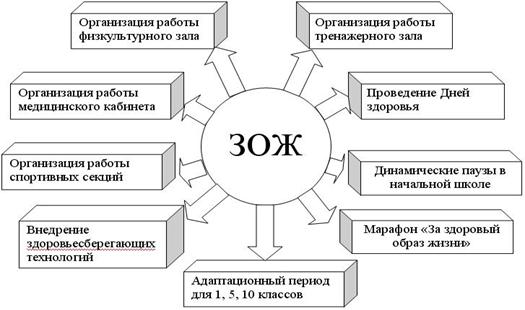 Организация работы
физкультурного зала
Организация работы
тренажерного зала
Организация работы
медицинского кабинета
Проведение Дней
здоровья
ЗОЖ
Организация работы
спортивных секций
Динамические паузы в
начальной школе
Внедрение
здоровьесберегающих
технологий
Марафон «За здоровый
образ жизни»
Адаптационный период
для 1, 5, 10 классов